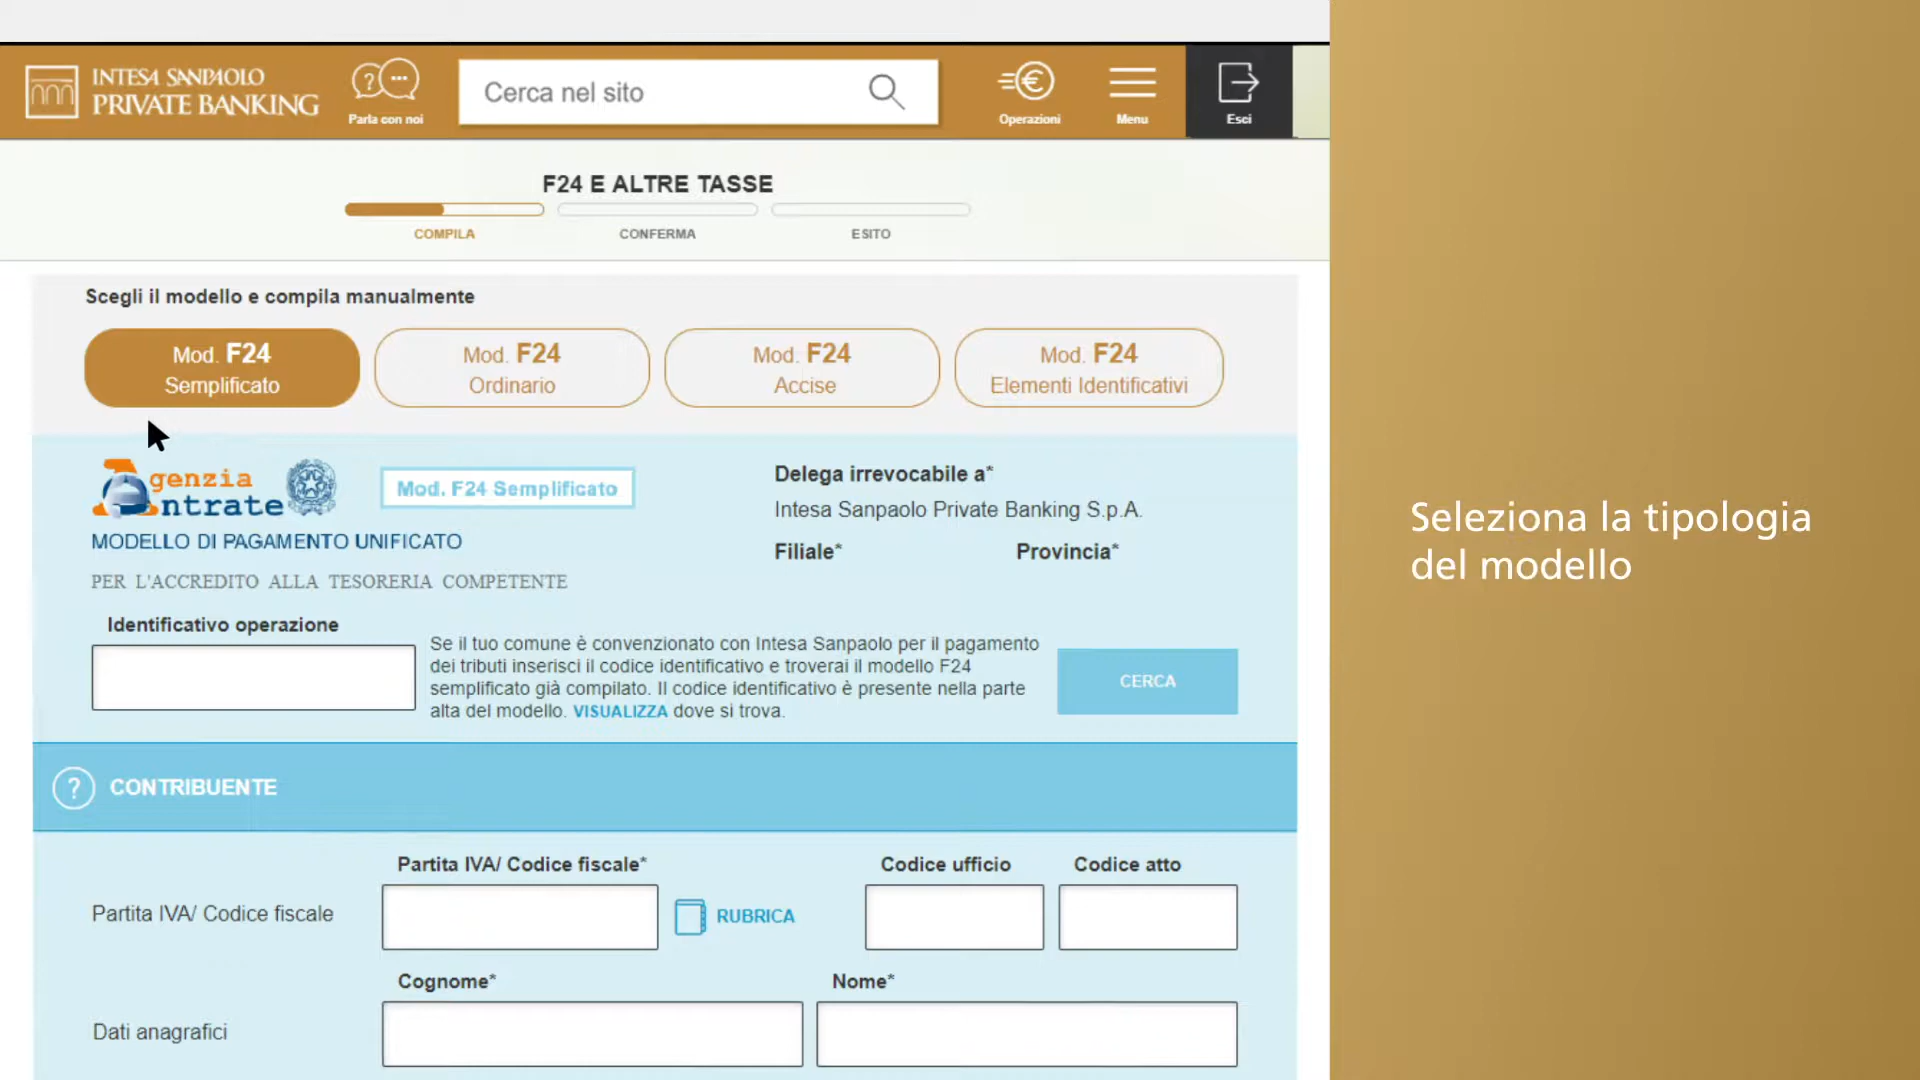 INTESA SANPAOLO
PRIVATE BANKING
Parla con noi
Cerca nel sito
Operazioni
Menu
Esci
F24 E ALTRE TASSE
COMPILA
CONFERMA
ESITO
Scegli il modello e compila manualmente
Mod. F24
Semplificato
Mod. F24
Ordinario
Mod. F24
Accise
Mod. F24
Elementi Identificativi
Agenzia
Entrate
Mod. F24 Semplificato
MODELLO DI PAGAMENTO UNIFICATO
PER L'ACCREDITO ALLA TESORERIA COMPETENTE
Delega irrevocabile a*
Intesa Sanpaolo Private Banking S.p.A.
Filiale*
Provincia*
Identificativo operazione
Se il tuo comune è convenzionato con Intesa Sanpaolo per il pagamento
dei tributi inserisci il codice identificativo e troverai il modello F24
semplificato già compilato. Il codice identificativo è presente nella parte
alta del modello. VISUALIZZA dove si trova.
CERCA
? CONTRIBUENTE
Partita IVA/ Codice fiscale*
Codice ufficio
Codice atto
Partita IVA/ Codice fiscale
RUBRICA
Cognome*
Nome*
Dati anagrafici
Seleziona la tipologia
del modello